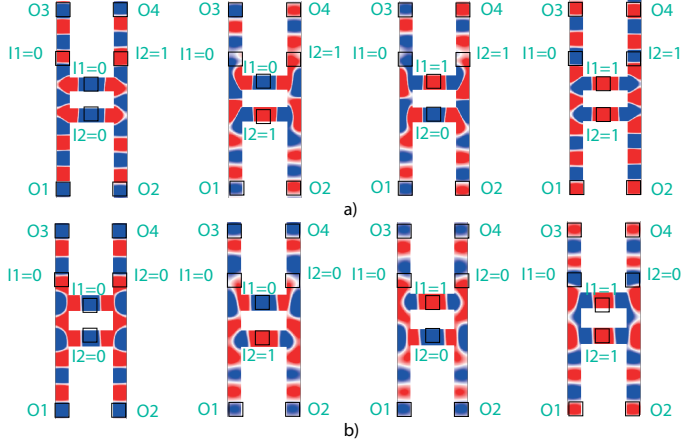 O3 O4 O3 O4 O3 O4 O3 O4
I1=0 I2=1 I1=0 I2=1 I1=0 I2=1 I1=0 I2=1
I1=0 I1=0 I1=1 I1=1
I2=0 I2=1 I2=0 I2=1
O1 O2 O1 O2 O1 O2 O1 O2
a)
O3 O4 O3 O4 O3 O4 O3 O4
I1=0 I2=0 I1=0 I2=0 I1=0 I2=0 I1=0 I2=0
I1=0 I1=0 I1=1 I1=1
I2=0 I2=1 I2=0 I2=1
O1 O2 O1 O2 O1 O2 O1 O2
b)